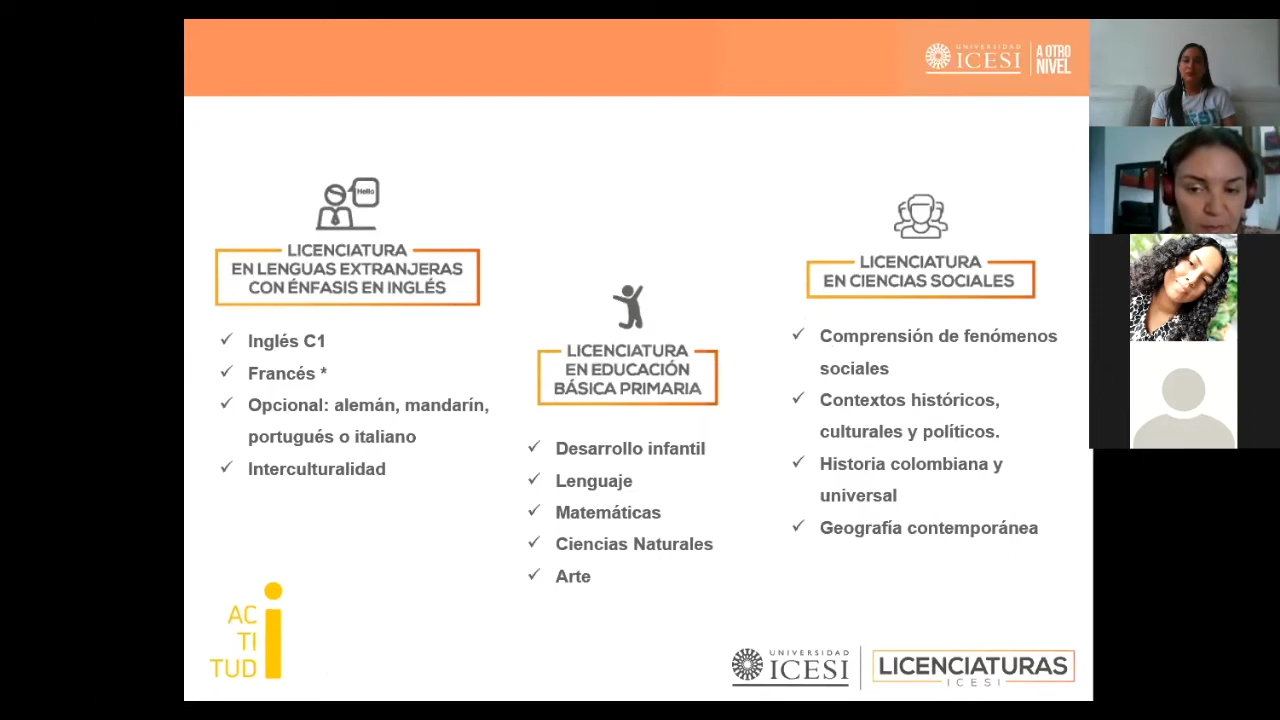 UNIVERSIDAD
ICESI
A OTRO
NIVEL
Hello
LICENCIATURA
EN LENGUAS EXTRANJERAS
CON ÉNFASIS EN INGLÉS
Inglés C1
Francés *
Opcional: alemán, mandarín,
portugués o italiano
Interculturalidad
LICENCIATURA
EN EDUCACIÓN
BÁSICA PRIMARIA
Desarrollo infantil
Lenguaje
Matemáticas
Ciencias Naturales
Arte
LICENCIATURA
EN CIENCIAS SOCIALES
Comprensión de fenómenos
sociales
Contextos históricos,
culturales y políticos.
Historia colombiana y
universal
Geografía contemporánea
AC
TI
TUD
i
UNIVERSIDAD
ICESI
LICENCIATURAS
ICESI